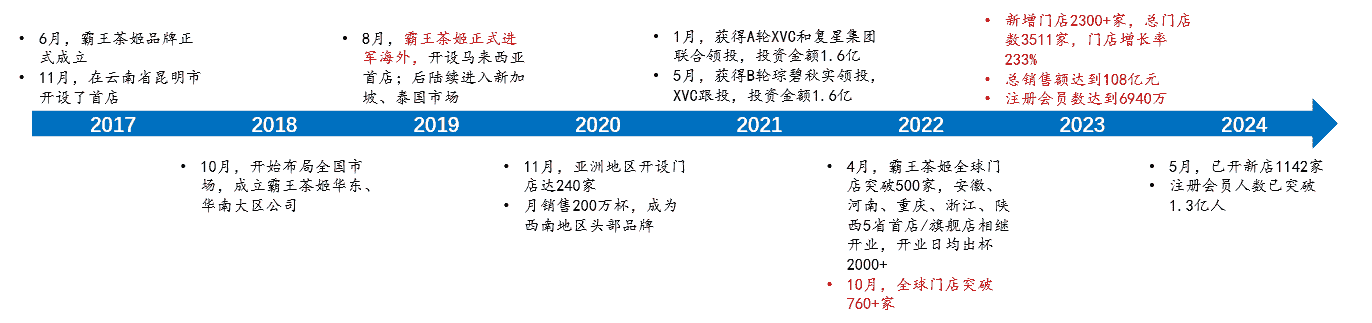 • 6月，霸王茶姬品牌正
式成立
• 11月，在云南省昆明市
开设了首店
• 8月，霸王茶姬正式进
军海外，开设马来西亚
首店；后陆续进入新加
坡、泰国市场
• 1月，获得A轮XVC和复星集团
联合领投，投资金额1.6亿
• 5月，获得B轮琮碧秋实领投，
XVC跟投，投资金额1.6亿
• 新增门店2300+家，总门店
数3511家，门店增长率
233%
• 总销售额达到108亿元
• 注册会员数达到6940万
2017 2018 2019 2020 2021 2022 2023 2024
• 10月，开始布局全国市
场，成立霸王茶姬华东、
华南大区公司
• 11月，亚洲地区开设门
店达240家
• 月销售200万杯，成为
西南地区头部品牌
• 4月，霸王茶姬全球门
店突破500家，安徽、
河南、重庆、浙江、陕
西5省首店/旗舰店相继
开业，开业日均出杯
2000+
• 10月，全球门店突破
760+家
• 5月，已开新店1142家
• 注册会员人数已突破
1.3亿人